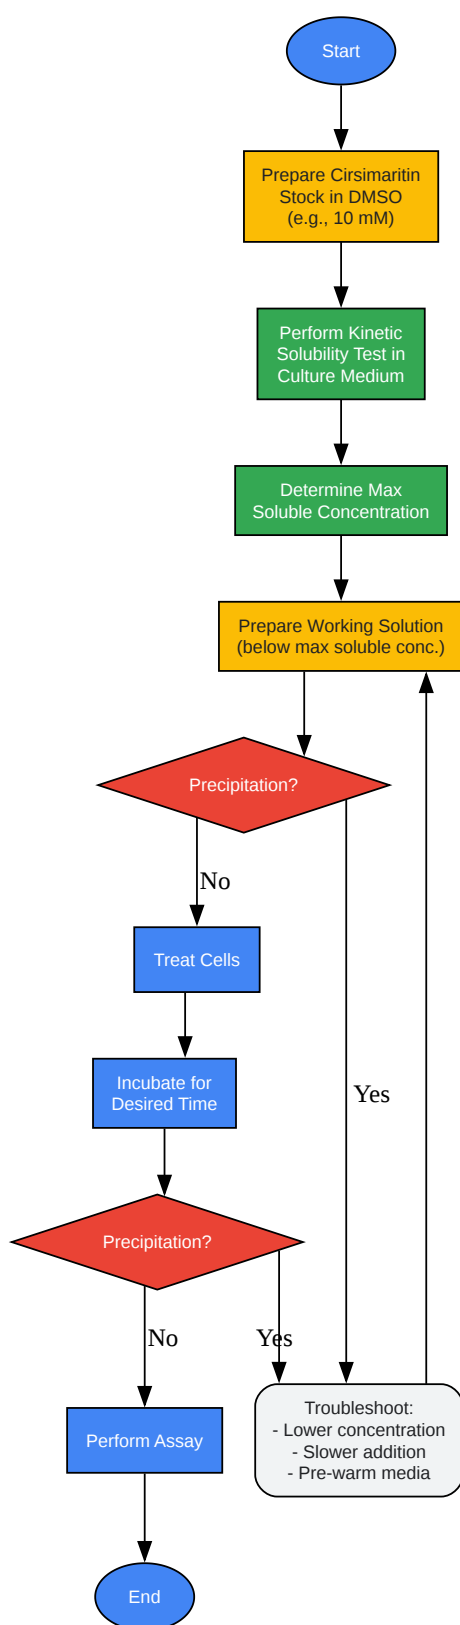 Start
Prepare Cirsimaritin
Stock in DMSO
(e.g., 10 mM)
Perform Kinetic
Solubility Test in
Culture Medium
Determine Max
Soluble Concentration
Prepare Working Solution
(below max soluble conc.)
Precipitation?
No
Treat Cells
Incubate for
Desired Time
Yes
Precipitation?
No
Yes
Troubleshoot:
- Lower concentration
- Slower addition
- Pre-warm media
Perform Assay
End